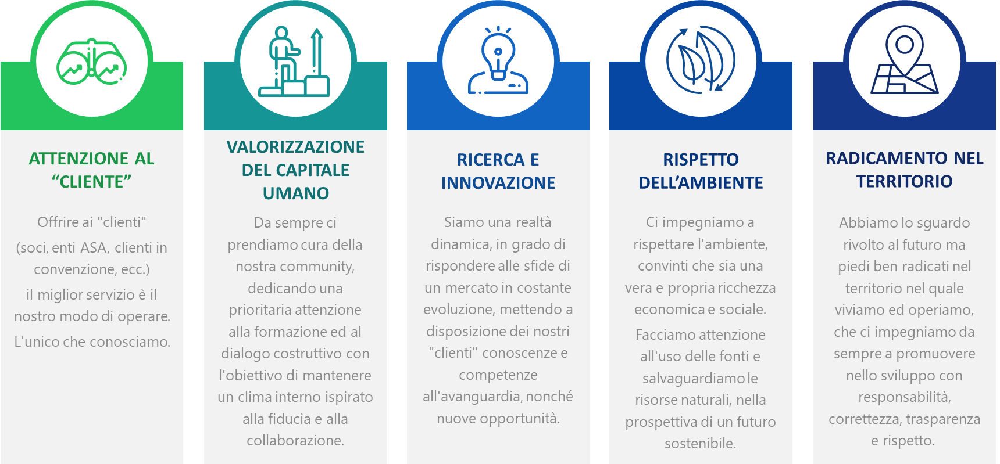 ATTENZIONE AL
“CLIENTE”
Offrire ai "clienti"
(soci, enti ASA, clienti in
convenzione, ecc.)
il miglior servizio è il
nostro modo di operare.
L'unico che conosciamo.
VALORIZZAZIONE
DEL CAPITALE
UMANO
Da sempre ci
prendiamo cura della
nostra community,
dedicando una
prioritaria attenzione
alla formazione ed al
dialogo costruttivo con
l'obiettivo di mantenere
un clima interno ispirato
alla fiducia e alla
collaborazione.
RICERCA E
INNOVAZIONE
Siamo una realtà
dinamica, in grado di
rispondere alle sfide di
un mercato in costante
evoluzione, mettendo a
disposizione dei nostri
"clienti" conoscenze e
competenze
all'avanguardia, nonché
nuove opportunità.
RISPETTO
DELL’AMBIENTE
Ci impegniamo a
rispettare l'ambiente,
convinti che sia una
vera e propria ricchezza
economica e sociale.
Facciamo attenzione
all'uso delle fonti e
salvaguardiamo le
risorse naturali, nella
prospettiva di un futuro
sostenibile.
RADICAMENTO NEL
TERRITORIO
Abbiamo lo sguardo
rivolto al futuro ma
piedi ben radicati nel
territorio nel quale
viviamo ed operiamo,
che ci impegniamo da
sempre a promuovere
nello sviluppo con
responsabilità,
correttezza, trasparenza
e rispetto.